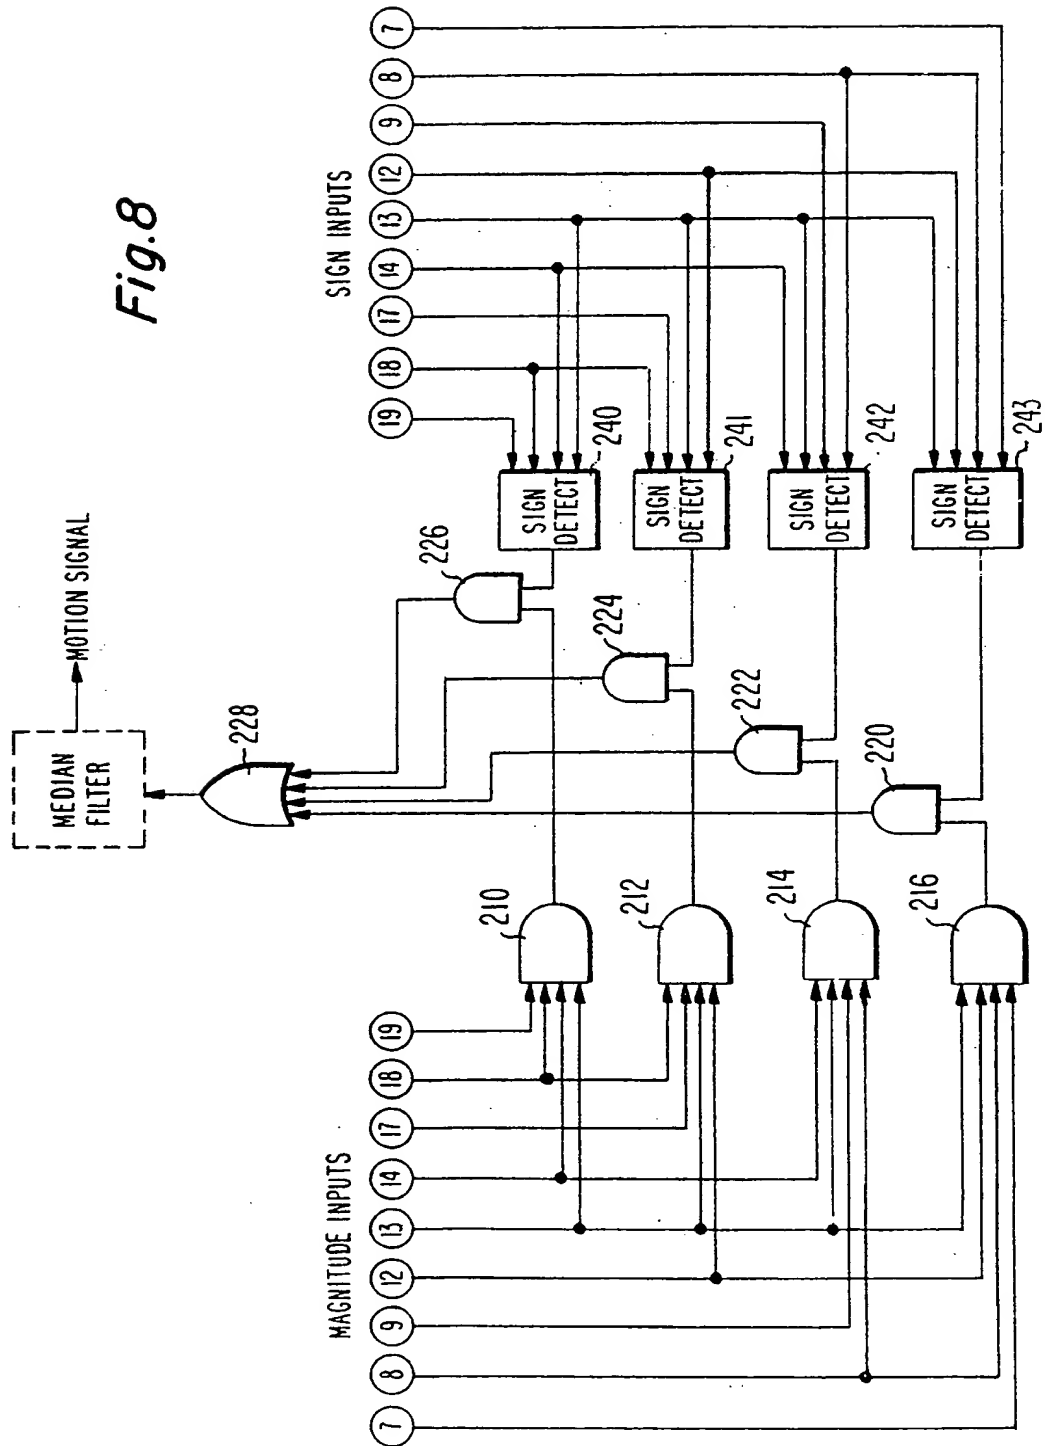 MEDIAN
FILTER
MOTION SIGNAL
Fig.8
228
MAGNITUDE INPUTS
SIGN INPUTS
7 8 9 12 13 14 17 18 19
19 18 17 14 13 12 9 8 7
226
210
SIGN
DETECT
240
224
212
SIGN
DETECT
241
222
214
SIGN
DETECT
242
220
216
SIGN
DETECT
243